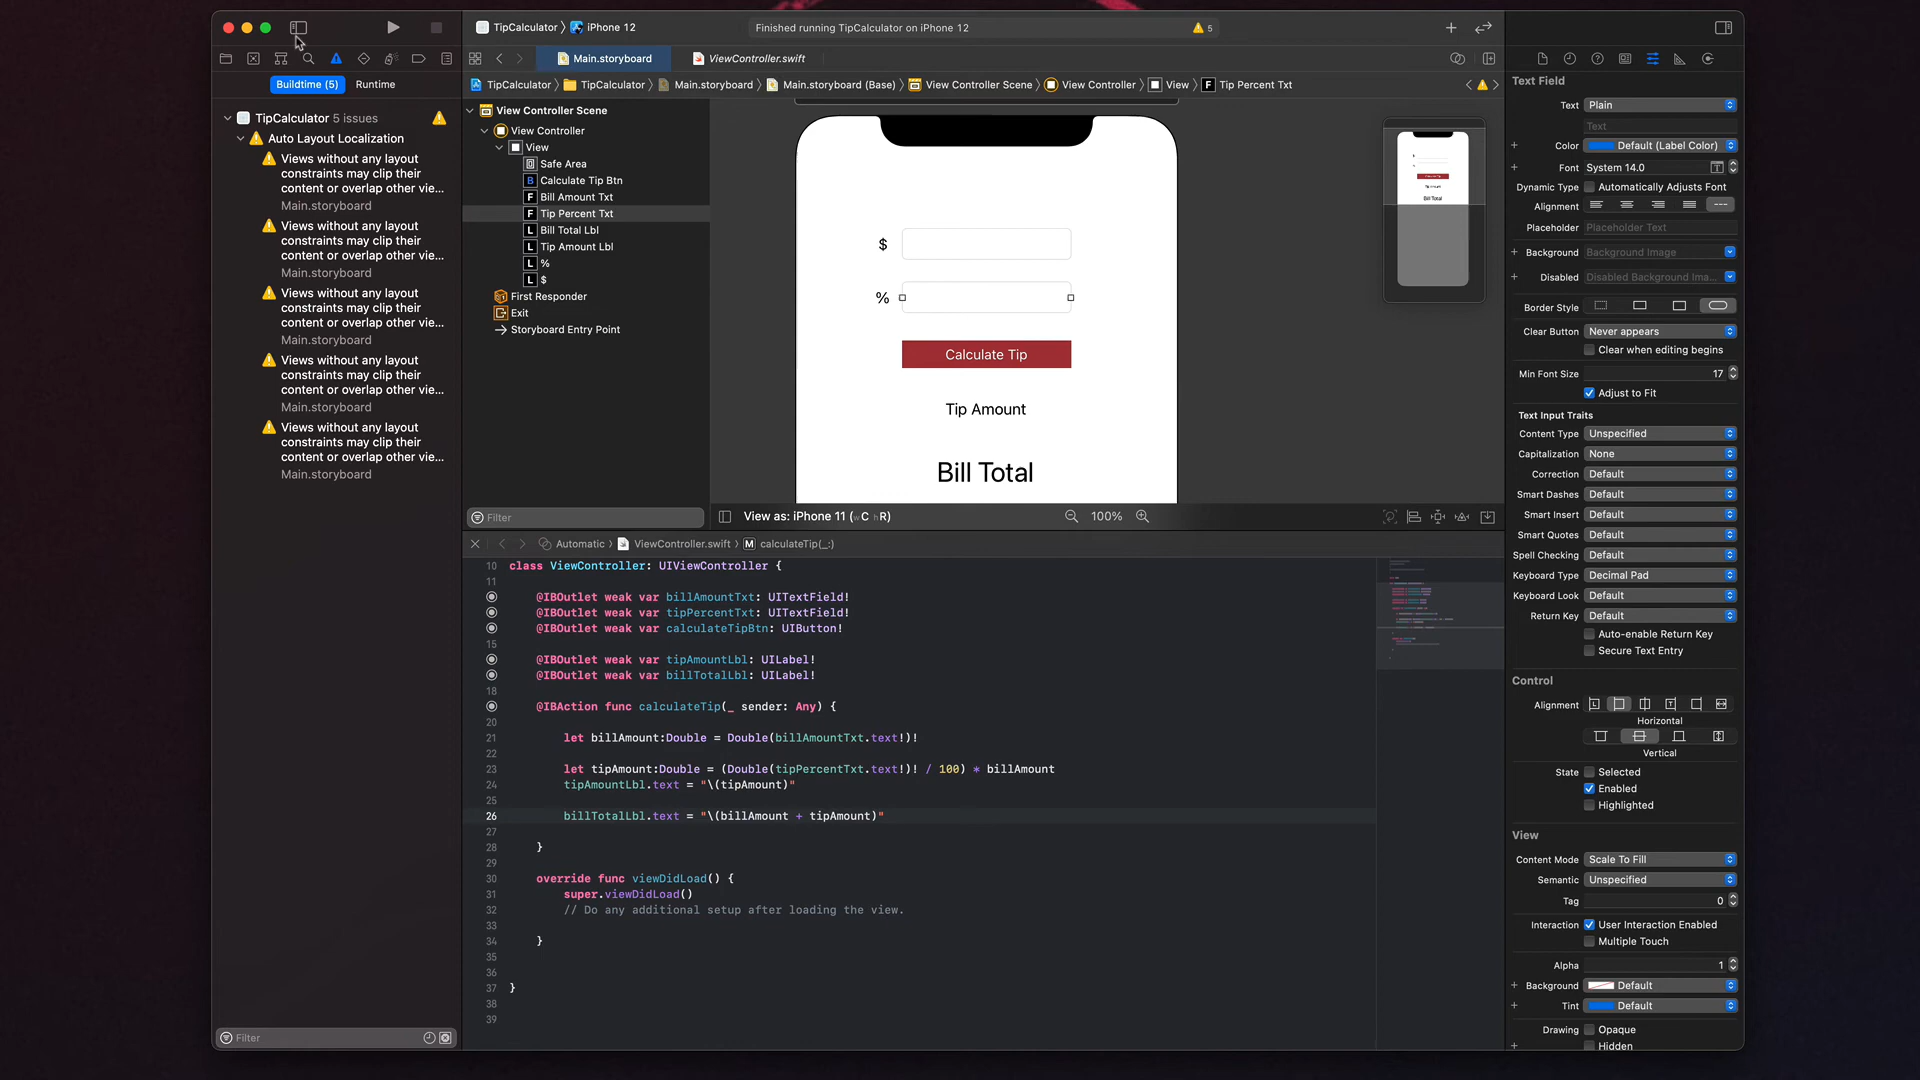 TipCalculator › iPhone 12
Finished running TipCalculator on iPhone 12
5
Main.storyboard
ViewController.swift
Buildtime (5)
Runtime
TipCalculator › TipCalculator › Main.storyboard › Main.storyboard (Base) › View Controller Scene › View Controller › View › F Tip Percent Txt
TipCalculator 5 issues
Auto Layout Localization
Views without any layout
constraints may clip their
content or overlap other vie...
Main.storyboard
Views without any layout
constraints may clip their
content or overlap other vie...
Main.storyboard
Views without any layout
constraints may clip their
content or overlap other vie...
Main.storyboard
Views without any layout
constraints may clip their
content or overlap other vie...
Main.storyboard
Views without any layout
constraints may clip their
content or overlap other vie...
Main.storyboard
Filter
View Controller Scene
View Controller
View
Safe Area
B Calculate Tip Btn
F Bill Amount Txt
F Tip Percent Txt
L Bill Total Lbl
L Tip Amount Lbl
L %
L $
First Responder
Exit
Storyboard Entry Point
Filter
$
%
Calculate Tip
Tip Amount
Bill Total
View as: iPhone 11 (wC hR)
100%
Automatic › ViewController.swift › M calculateTip(_:)
10 class ViewController: UIViewController {
11
@IBOutlet weak var billAmountTxt: UITextField!
@IBOutlet weak var tipPercentTxt: UITextField!
@IBOutlet weak var calculateTipBtn: UIButton!
15
@IBOutlet weak var tipAmountLbl: UILabel!
@IBOutlet weak var billTotalLbl: UILabel!
18
@IBAction func calculateTip(_ sender: Any) {
20
21 let billAmount:Double = Double(billAmountTxt.text!)!
22
23 let tipAmount:Double = (Double(tipPercentTxt.text!)! / 100) * billAmount
24 tipAmountLbl.text = "\(tipAmount)"
25
26 billTotalLbl.text = "\(billAmount + tipAmount)"
27
28 }
29
30 override func viewDidLoad() {
31 super.viewDidLoad()
32 // Do any additional setup after loading the view.
33
34 }
35
36
37 }
38
39
Text Field
Text Plain
Text
Color Default (Label Color)
Font System 14.0
Dynamic Type Automatically Adjusts Font
Alignment
Placeholder Placeholder Text
Background Background Image
Disabled Disabled Background Ima...
Border Style
Clear Button Never appears
Clear when editing begins
Min Font Size 17
Adjust to Fit
Text Input Traits
Content Type Unspecified
Capitalization None
Correction Default
Smart Dashes Default
Smart Insert Default
Smart Quotes Default
Spell Checking Default
Keyboard Type Decimal Pad
Keyboard Look Default
Return Key Default
Auto-enable Return Key
Secure Text Entry
Control
Alignment
Horizontal
Vertical
State Selected
Enabled
Highlighted
View
Content Mode Scale To Fill
Semantic Unspecified
Tag 0
Interaction User Interaction Enabled
Multiple Touch
Alpha 1
Background Default
Tint Default
Drawing Opaque
Hidden